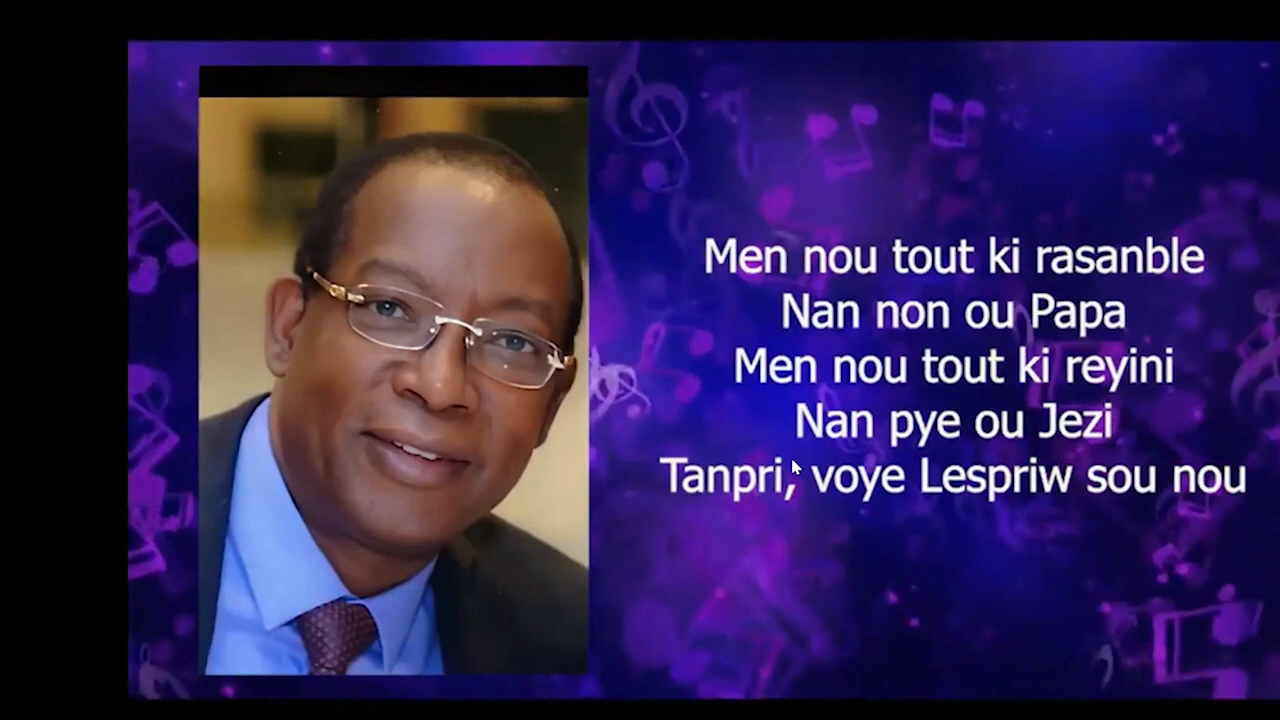 Men nou tout ki rasanble
Nan non ou Papa
Men nou tout ki reyini
Nan pye ou Jezi
Tanpri, voye Lespriw sou nou